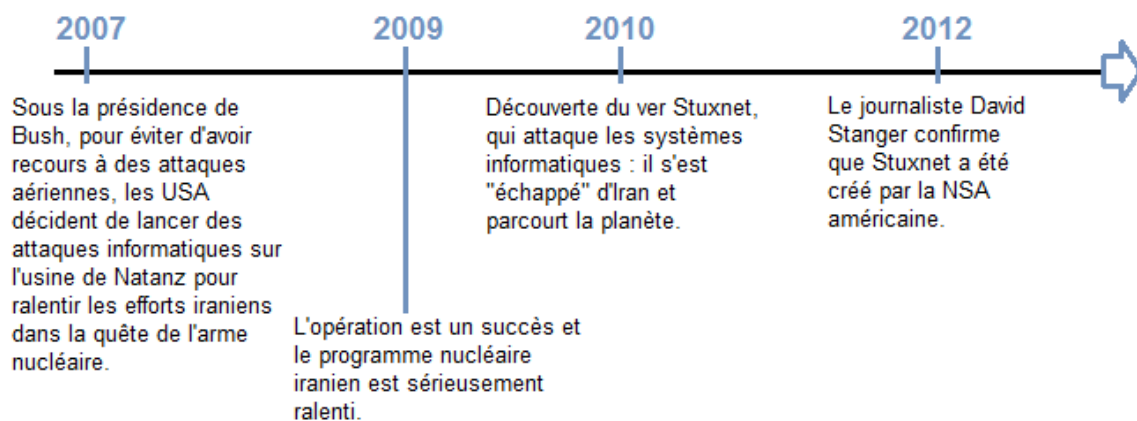 2007
2009
2010
2012
Sous la présidence de
Bush, pour éviter d'avoir
recours à des attaques
aériennes, les USA
décident de lancer des
attaques informatiques sur
l'usine de Natanz pour
ralentir les efforts iraniens
dans la quête de l'arme
nucléaire.
L'opération est un succès et
le programme nucléaire
iranien est sérieusement
ralenti.
Découverte du ver Stuxnet,
qui attaque les systèmes
informatiques : il s'est
"échappé" d'Iran et
parcourt la planète.
Le journaliste David
Stanger confirme
que Stuxnet a été
créé par la NSA
américaine.